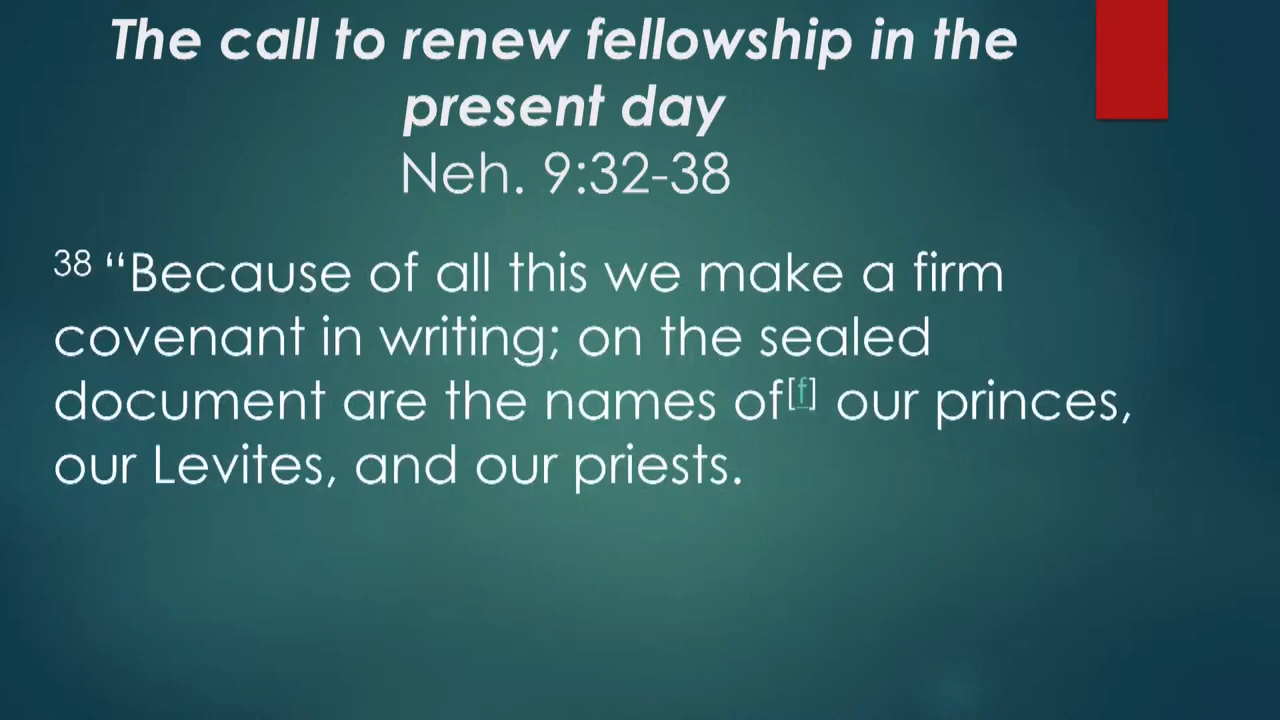 The call to renew fellowship in the
present day
Neh. 9:32-38
38 “Because of all this we make a firm
covenant in writing; on the sealed
document are the names of[f] our princes,
our Levites, and our priests.